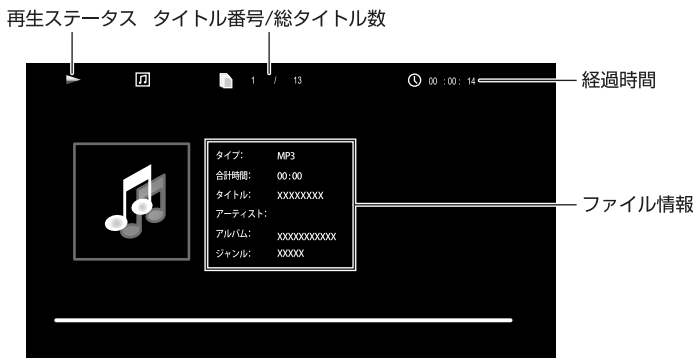 再生ステータス タイトル番号/総タイトル数
1 / 13 00 : 00 : 14 経過時間
タイプ: MP3
合計時間: 00:00
タイトル: XXXXXXXX
ファイル情報
アーティスト:
アルバム: XXXXXXXXXXX
ジャンル: XXXXX